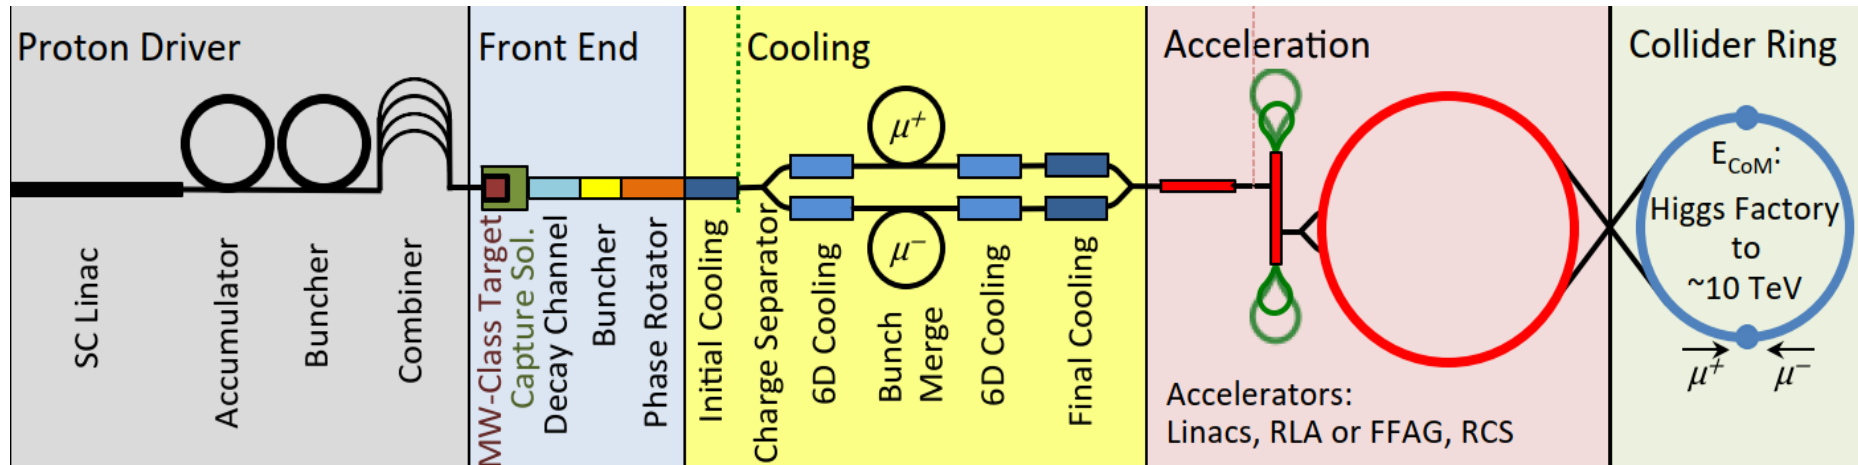 Proton Driver
SC Linac
Accumulator
Buncher
Combiner
Front End
MW-Class Target
Capture Sol.
Decay Channel
Buncher
Phase Rotator
Cooling
μ+
μ−
Initial Cooling
Charge Separator
6D Cooling
Bunch
Merge
6D Cooling
Final Cooling
Acceleration
Accelerators:
Linacs, RLA or FFAG, RCS
Collider Ring
ECoM:
Higgs Factory
to
~10 TeV
μ+ μ−